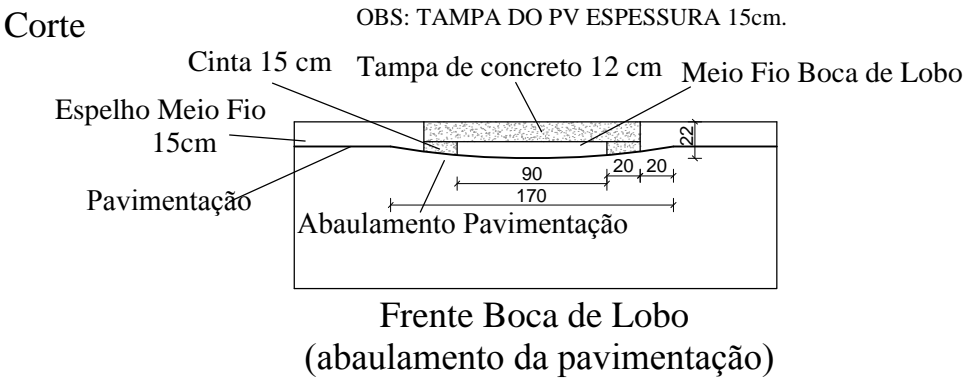 Corte
OBS: TAMPA DO PV ESPESSURA 15cm.
Cinta 15 cm
Tampa de concreto 12 cm
Meio Fio Boca de Lobo
Espelho Meio Fio
15cm
22
20
20
90
170
Pavimentação
Abaulamento Pavimentação
Frente Boca de Lobo
(abaulamento da pavimentação)